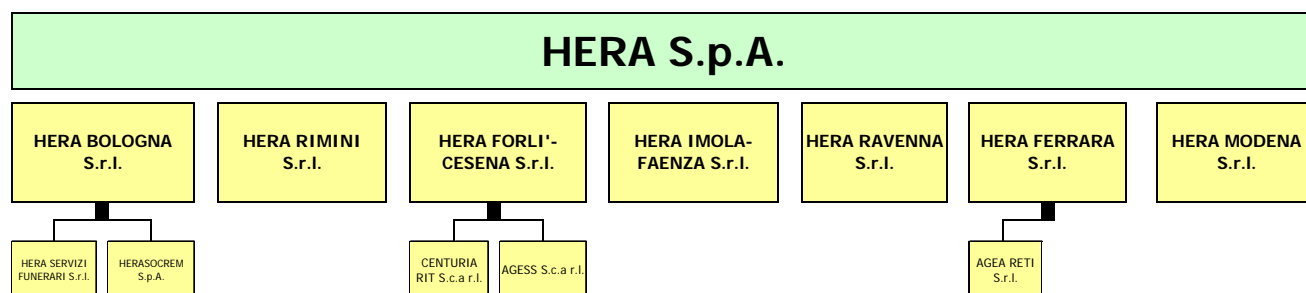 HERA S.p.A.
HERA BOLOGNA
S.r.l.
HERA RIMINI
S.r.l.
HERA FORLI'-
CESENA S.r.l.
HERA IMOLA-
FAENZA S.r.l.
HERA RAVENNA
S.r.l.
HERA FERRARA
S.r.l.
HERA MODENA
S.r.l.
HERA SERVIZI
FUNERARI S.r.l.
HERASOCREM
S.p.A.
CENTURIA
RIT S.c.a r.l.
AGESS S.c.a r.l.
AGEA RETI
S.r.l.